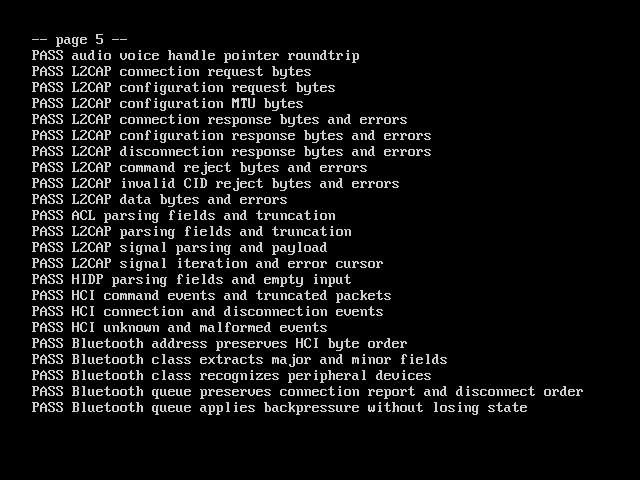 -- page 5 --
PASS audio voice handle pointer roundtrip
PASS L2CAP connection request bytes
PASS L2CAP configuration request bytes
PASS L2CAP configuration MTU bytes
PASS L2CAP connection response bytes and errors
PASS L2CAP configuration response bytes and errors
PASS L2CAP disconnection response bytes and errors
PASS L2CAP command reject bytes and errors
PASS L2CAP invalid CID reject bytes and errors
PASS L2CAP data bytes and errors
PASS ACL parsing fields and truncation
PASS L2CAP parsing fields and truncation
PASS L2CAP signal parsing and payload
PASS L2CAP signal iteration and error cursor
PASS HIDP parsing fields and empty input
PASS HCI command events and truncated packets
PASS HCI connection and disconnection events
PASS HCI unknown and malformed events
PASS Bluetooth address preserves HCI byte order
PASS Bluetooth class extracts major and minor fields
PASS Bluetooth class recognizes peripheral devices
PASS Bluetooth queue preserves connection report and disconnect order
PASS Bluetooth queue applies backpressure without losing state